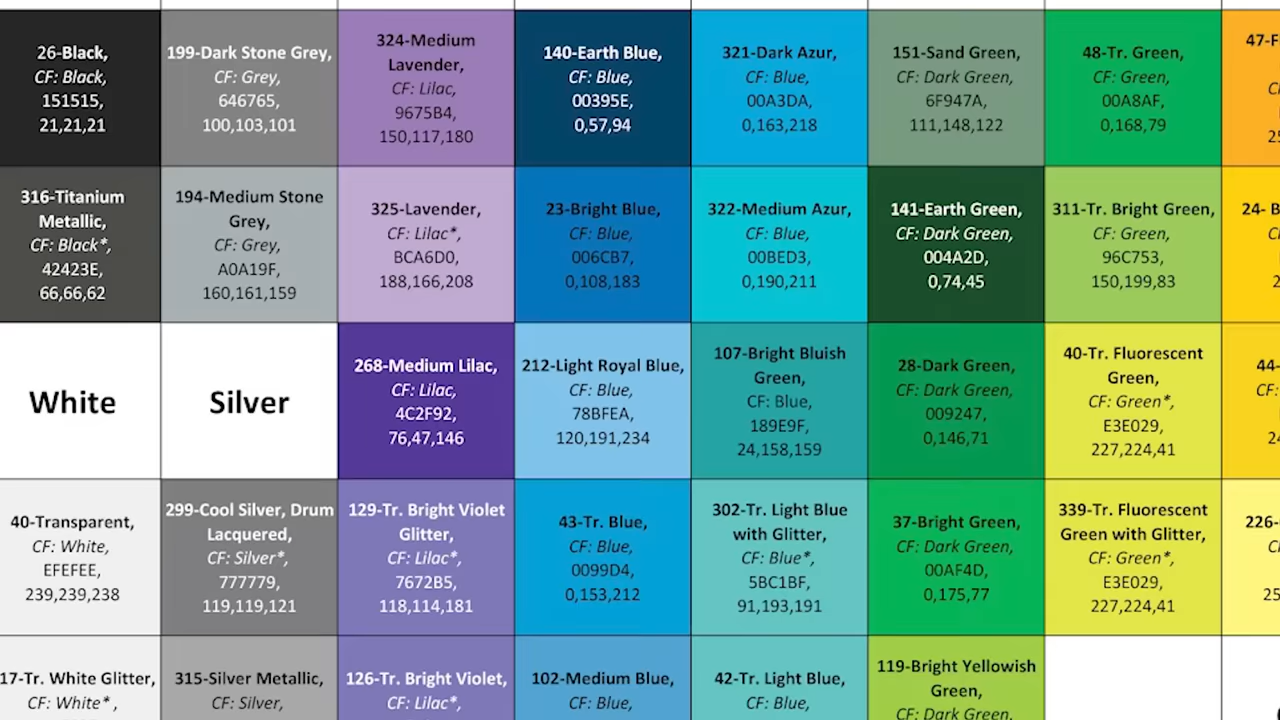 26-Black,
CF: Black,
151515,
21,21,21
199-Dark Stone Grey,
CF: Grey,
646765,
100,103,101
324-Medium
Lavender,
CF: Lilac,
9675B4,
150,117,180
140-Earth Blue,
CF: Blue,
00395E,
0,57,94
321-Dark Azur,
CF: Blue,
00A3DA,
0,163,218
151-Sand Green,
CF: Dark Green,
6F947A,
111,148,122
48-Tr. Green,
CF: Green,
00A8AF,
0,168,79
316-Titanium
Metallic,
CF: Black*,
42423E,
66,66,62
194-Medium Stone
Grey,
CF: Grey,
A0A19F,
160,161,159
325-Lavender,
CF: Lilac*,
BCA6D0,
188,166,208
23-Bright Blue,
CF: Blue,
006CB7,
0,108,183
322-Medium Azur,
CF: Blue,
00BED3,
0,190,211
141-Earth Green,
CF: Dark Green,
004A2D,
0,74,45
311-Tr. Bright Green,
CF: Green,
96C753,
150,199,83
White
Silver
268-Medium Lilac,
CF: Lilac,
4C2F92,
76,47,146
212-Light Royal Blue,
CF: Blue,
78BFEA,
120,191,234
107-Bright Bluish
Green,
CF: Blue,
189E9F,
24,158,159
28-Dark Green,
CF: Dark Green,
009247,
0,146,71
40-Tr. Fluorescent
Green,
CF: Green*,
E3E029,
227,224,41
40-Transparent,
CF: White,
EFEFEE,
239,239,238
299-Cool Silver, Drum
Lacquered,
CF: Silver*,
777779,
119,119,121
129-Tr. Bright Violet
Glitter,
CF: Lilac*,
7672B5,
118,114,181
43-Tr. Blue,
CF: Blue,
0099D4,
0,153,212
302-Tr. Light Blue
with Glitter,
CF: Blue*,
5BC1BF,
91,193,191
37-Bright Green,
CF: Dark Green,
00AF4D,
0,175,77
339-Tr. Fluorescent
Green with Glitter,
CF: Green*,
E3E029,
227,224,41
17-Tr. White Glitter,
CF: White*,
315-Silver Metallic,
CF: Silver,
126-Tr. Bright Violet,
CF: Lilac*,
102-Medium Blue,
CF: Blue,
42-Tr. Light Blue,
CF: Blue,
119-Bright Yellowish
Green,
CF: Dark Green,